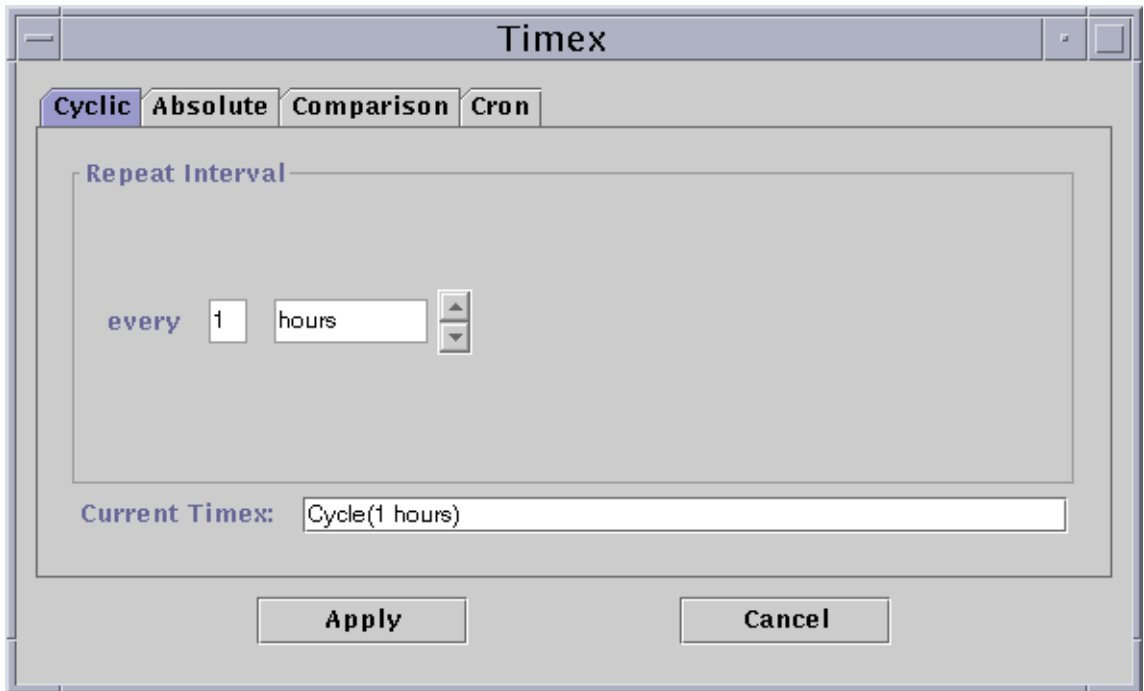 Timex
Cyclic Absolute Comparison Cron
Repeat Interval
every 1 hours
Current Timex: Cycle(1 hours)
Apply Cancel